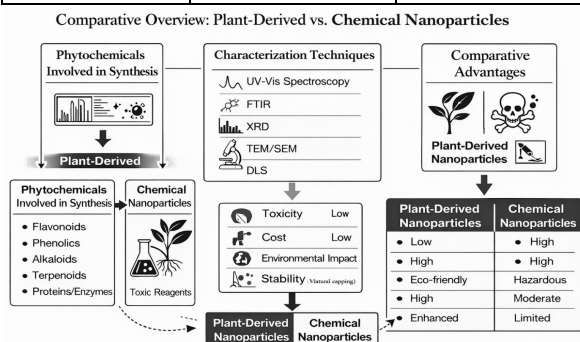 Comparative Overview: Plant-Derived vs. Chemical Nanoparticles
Phytochemicals
Involved in Synthesis
Plant-Derived
Phytochemicals
Involved in Synthesis
• Flavonoids
• Phenolics
• Alkaloids
• Terpenoids
• Proteins/Enzymes
Chemical
Nanoparticles
Toxic Reagents
Characterization Techniques
UV-Vis Spectroscopy
FTIR
XRD
TEM/SEM
DLS
Toxicity Low
Cost Low
Environmental Impact
Stability
Plant-Derived
Nanoparticles
Chemical
Nanoparticles
Comparative
Advantages
Plant-Derived
Nanoparticles
Plant-Derived
Nanoparticles
Chemical
Nanoparticles
• Low • High
• High • High
• Eco-friendly Hazardous
• High Moderate
• Enhanced Limited